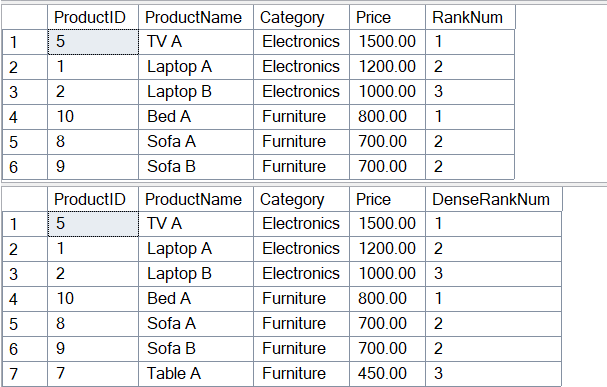 ProductID ProductName Category Price RankNum
1 5 TV A Electronics 1500.00 1
2 1 Laptop A Electronics 1200.00 2
3 2 Laptop B Electronics 1000.00 3
4 10 Bed A Furniture 800.00 1
5 8 Sofa A Furniture 700.00 2
6 9 Sofa B Furniture 700.00 2
ProductID ProductName Category Price DenseRankNum
1 5 TV A Electronics 1500.00 1
2 1 Laptop A Electronics 1200.00 2
3 2 Laptop B Electronics 1000.00 3
4 10 Bed A Furniture 800.00 1
5 8 Sofa A Furniture 700.00 2
6 9 Sofa B Furniture 700.00 2
7 7 Table A Furniture 450.00 3